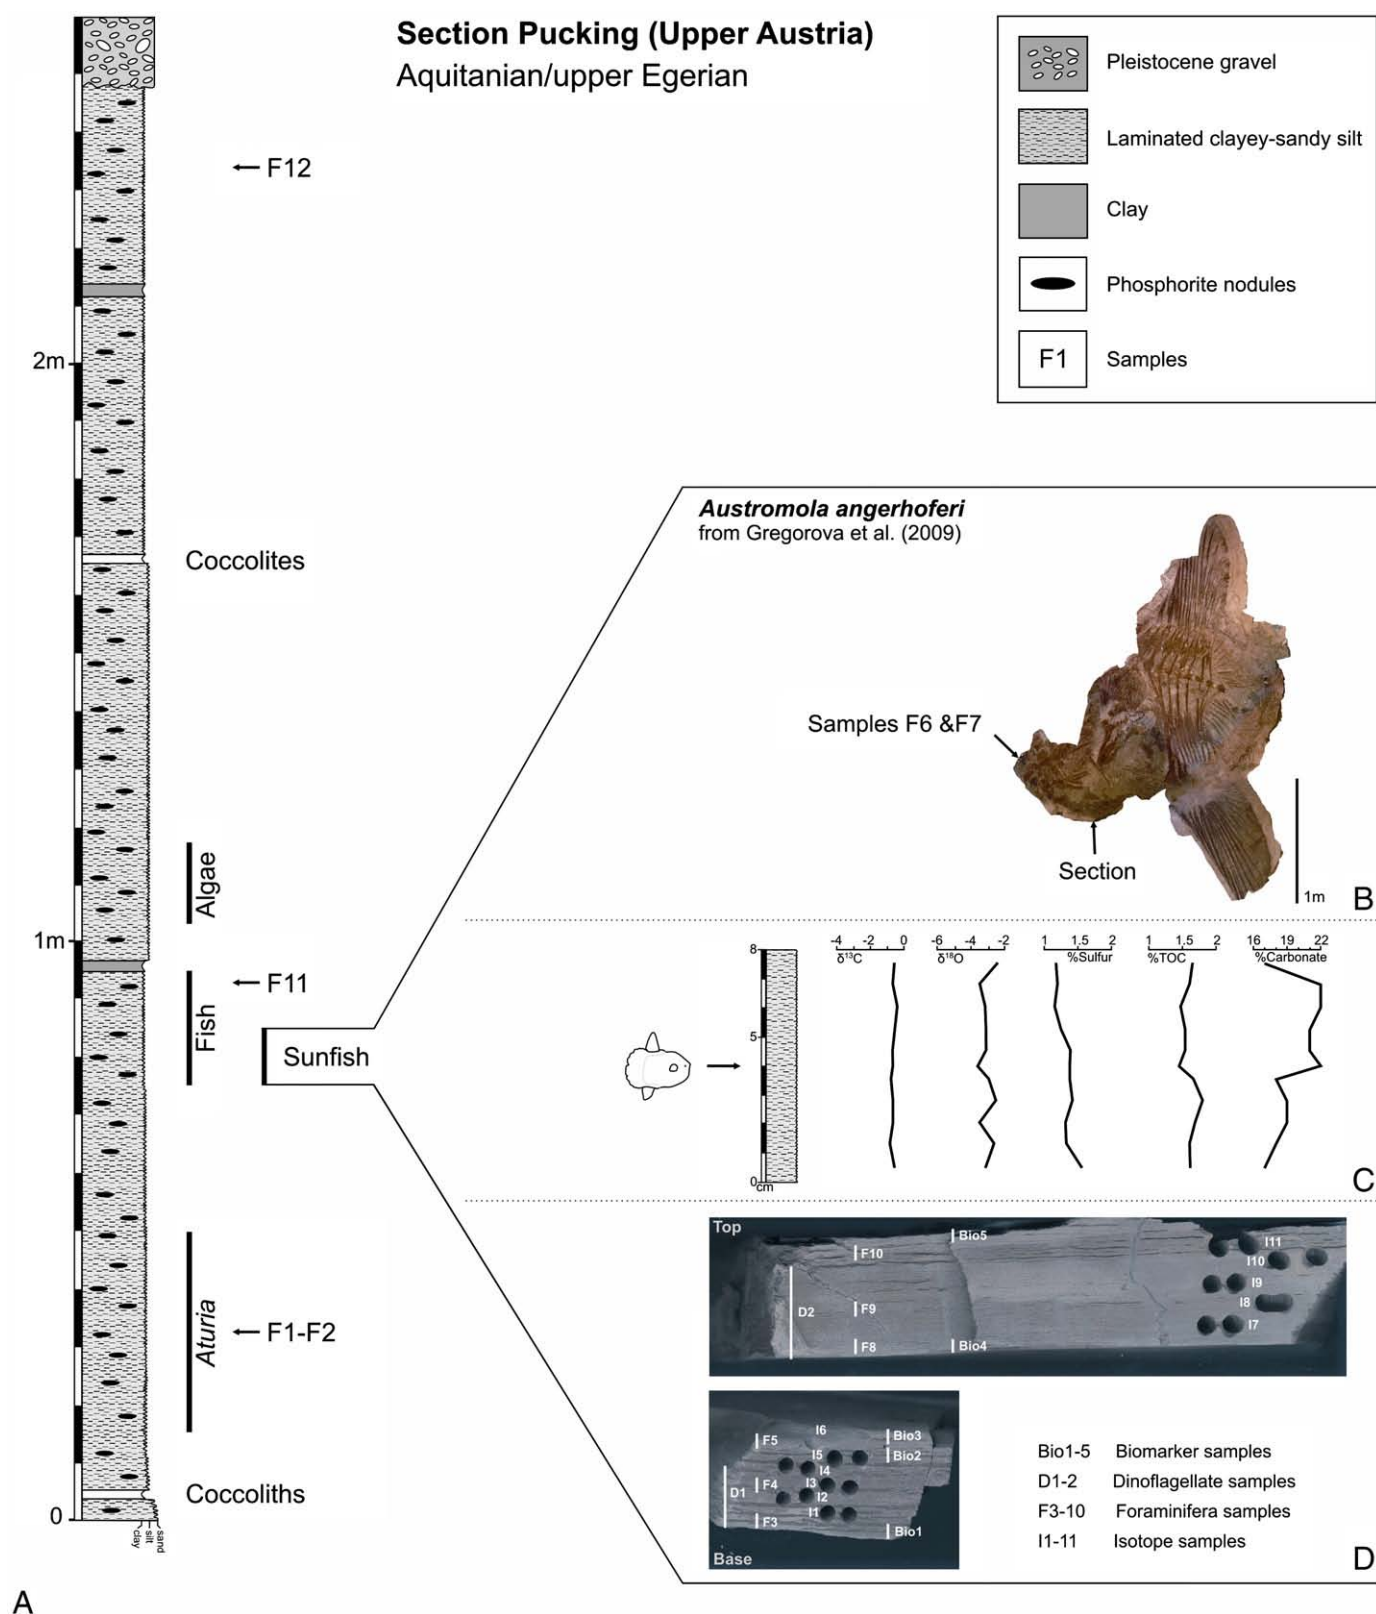 Section Pucking (Upper Austria)
Aquitanian/upper Egerian
Pleistocene gravel
Laminated clayey-sandy silt
Clay
Phosphorite nodules
F1
Samples
F12
2m
Coccolites
Algae
1m
F11
Fish
Sunfish
Aturia
F1-F2
Coccoliths
0
clay
silt
sand
A
Austromola angerhoferi
from Gregorova et al. (2009)
Samples F6 &F7
Section
1m
B
8
5
0
cm
-4 -2 0
δ13C
-6 -4 -2
δ18O
1 1.5 2
%Sulfur
1 1.5 2
%TOC
16 19 22
%Carbonate
C
Top
Bio5
F10
D2
F9
F8
Bio4
I11
I10
I9
I8
I7
I6
F5
Bio3
I5
Bio2
I4
F4
I3
D1
I2
I1
F3
Bio1
Base
Bio1-5 Biomarker samples
D1-2 Dinoflagellate samples
F3-10 Foraminifera samples
I1-11 Isotope samples
D